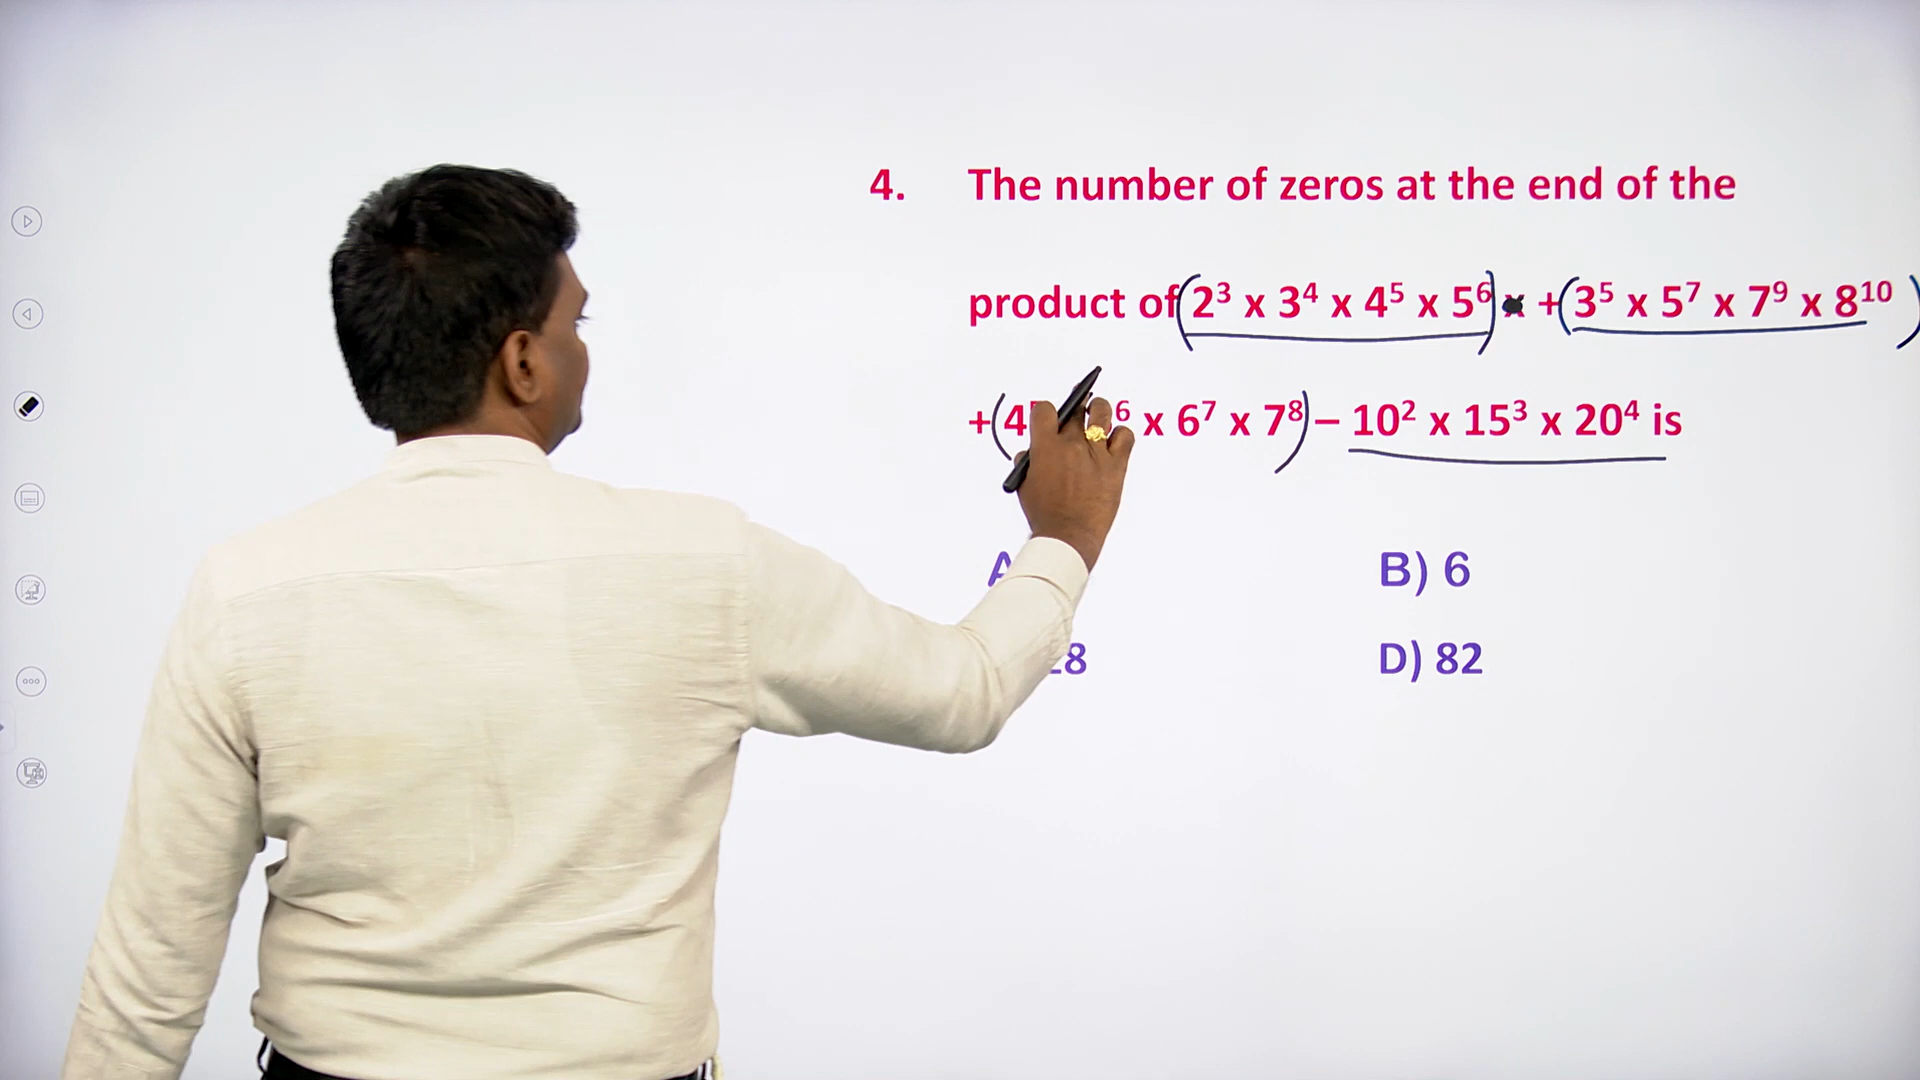 4. The number of zeros at the end of the
product of (2³ x 3⁴ x 4⁵ x 5⁶) x +(3⁵ x 5⁷ x 7⁹ x 8¹⁰)
+(4 ⁶ x 6⁷ x 7⁸) – 10² x 15³ x 20⁴ is
B) 6
8 D) 82